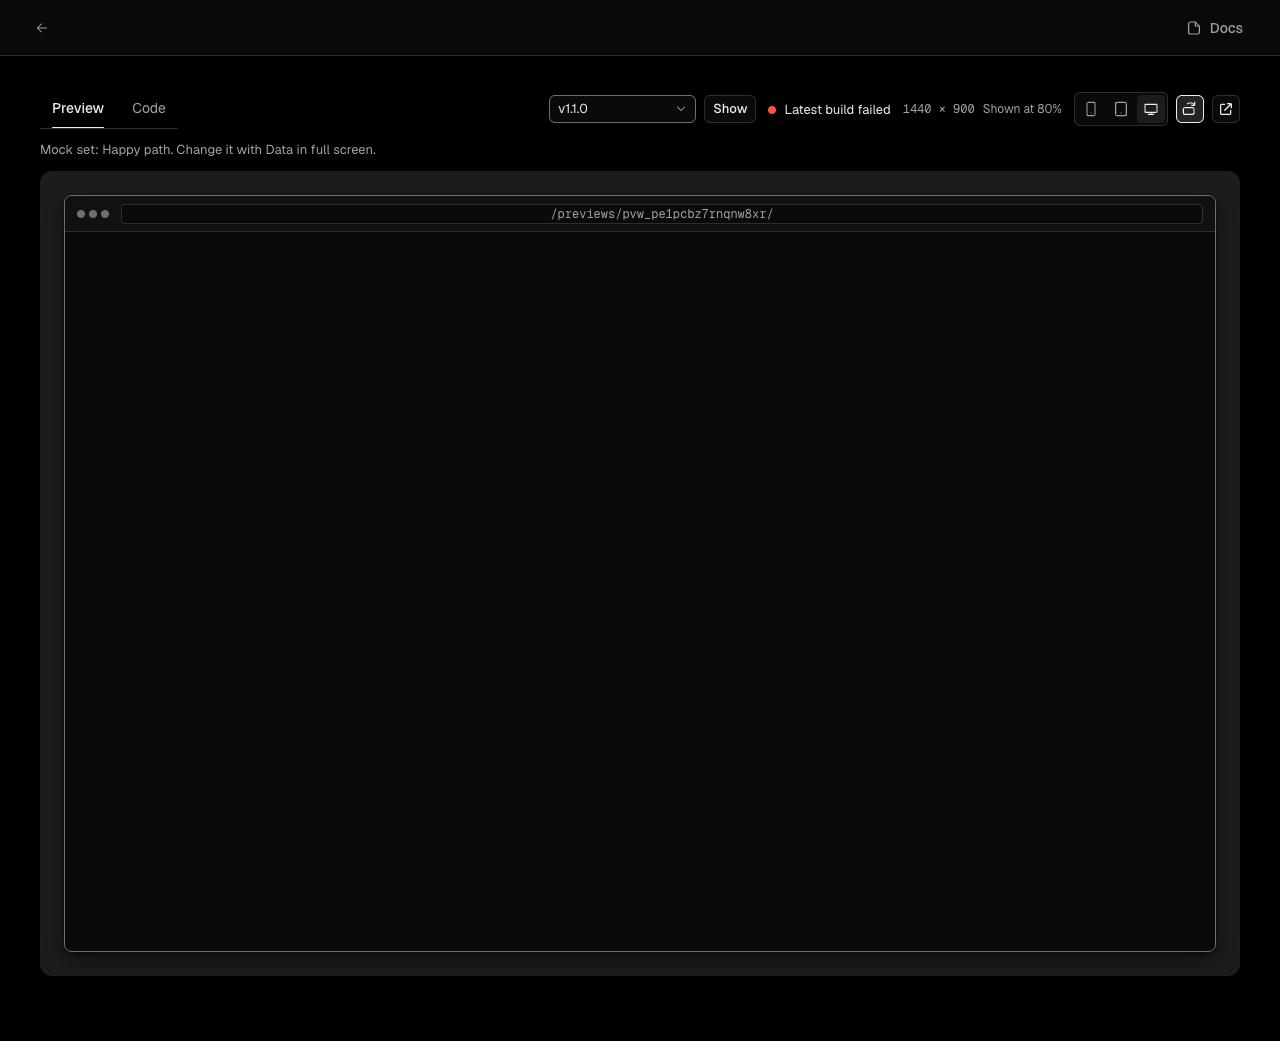 Docs
Preview
Code
v1.1.0
Show
Latest build failed
1440 × 900
Shown at 80%
Mock set: Happy path. Change it with Data in full screen.
/previews/pvw_pe1pcbz7rnqnw8xr/